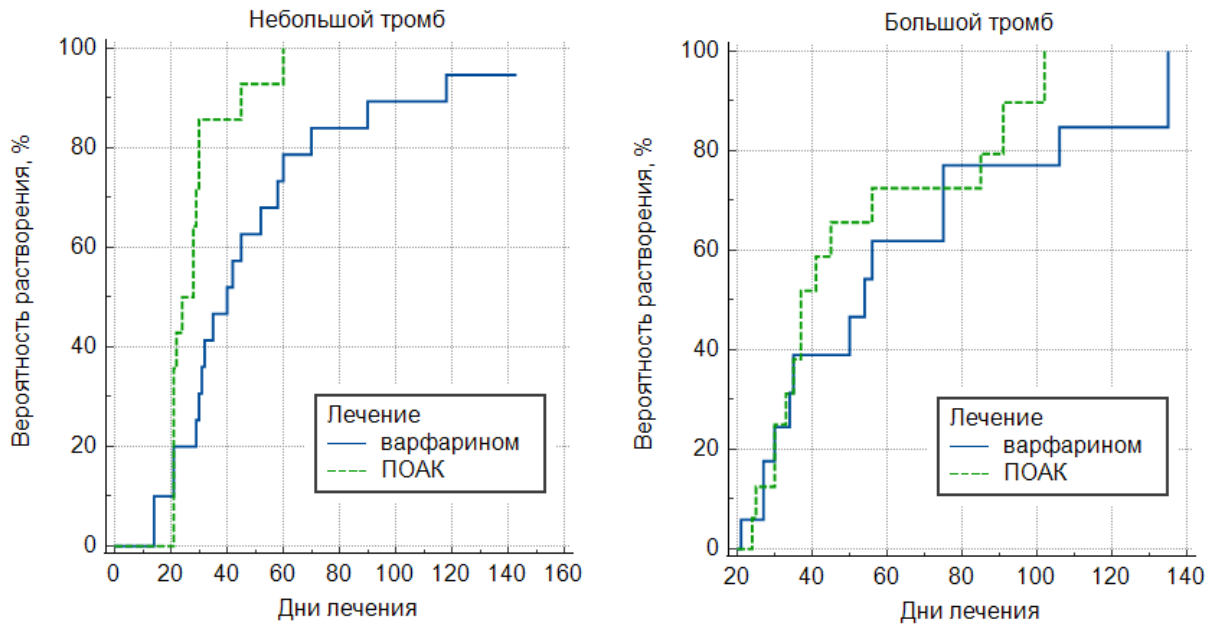 Небольшой тромб
Вероятность растворения, %
100
80
60
40
20
0
0 20 40 60 80 100 120 140 160
Дни лечения
Лечение
варфарином
ПОАК
Большой тромб
Вероятность растворения, %
100
80
60
40
20
0
20 40 60 80 100 120 140
Дни лечения
Лечение
варфарином
ПОАК